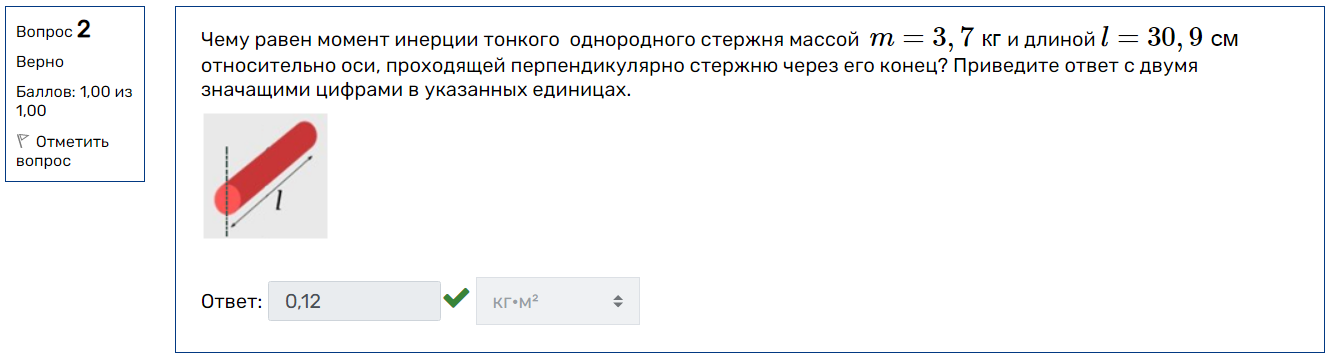 Вопрос 2
Верно
Баллов: 1,00 из
1,00
Отметить
вопрос
Чему равен момент инерции тонкого однородного стержня массой m = 3, 7 кг и длиной l = 30, 9 см
относительно оси, проходящей перпендикулярно стержню через его конец? Приведите ответ с двумя
значащими цифрами в указанных единицах.
l
Ответ: 0,12 кг•м²